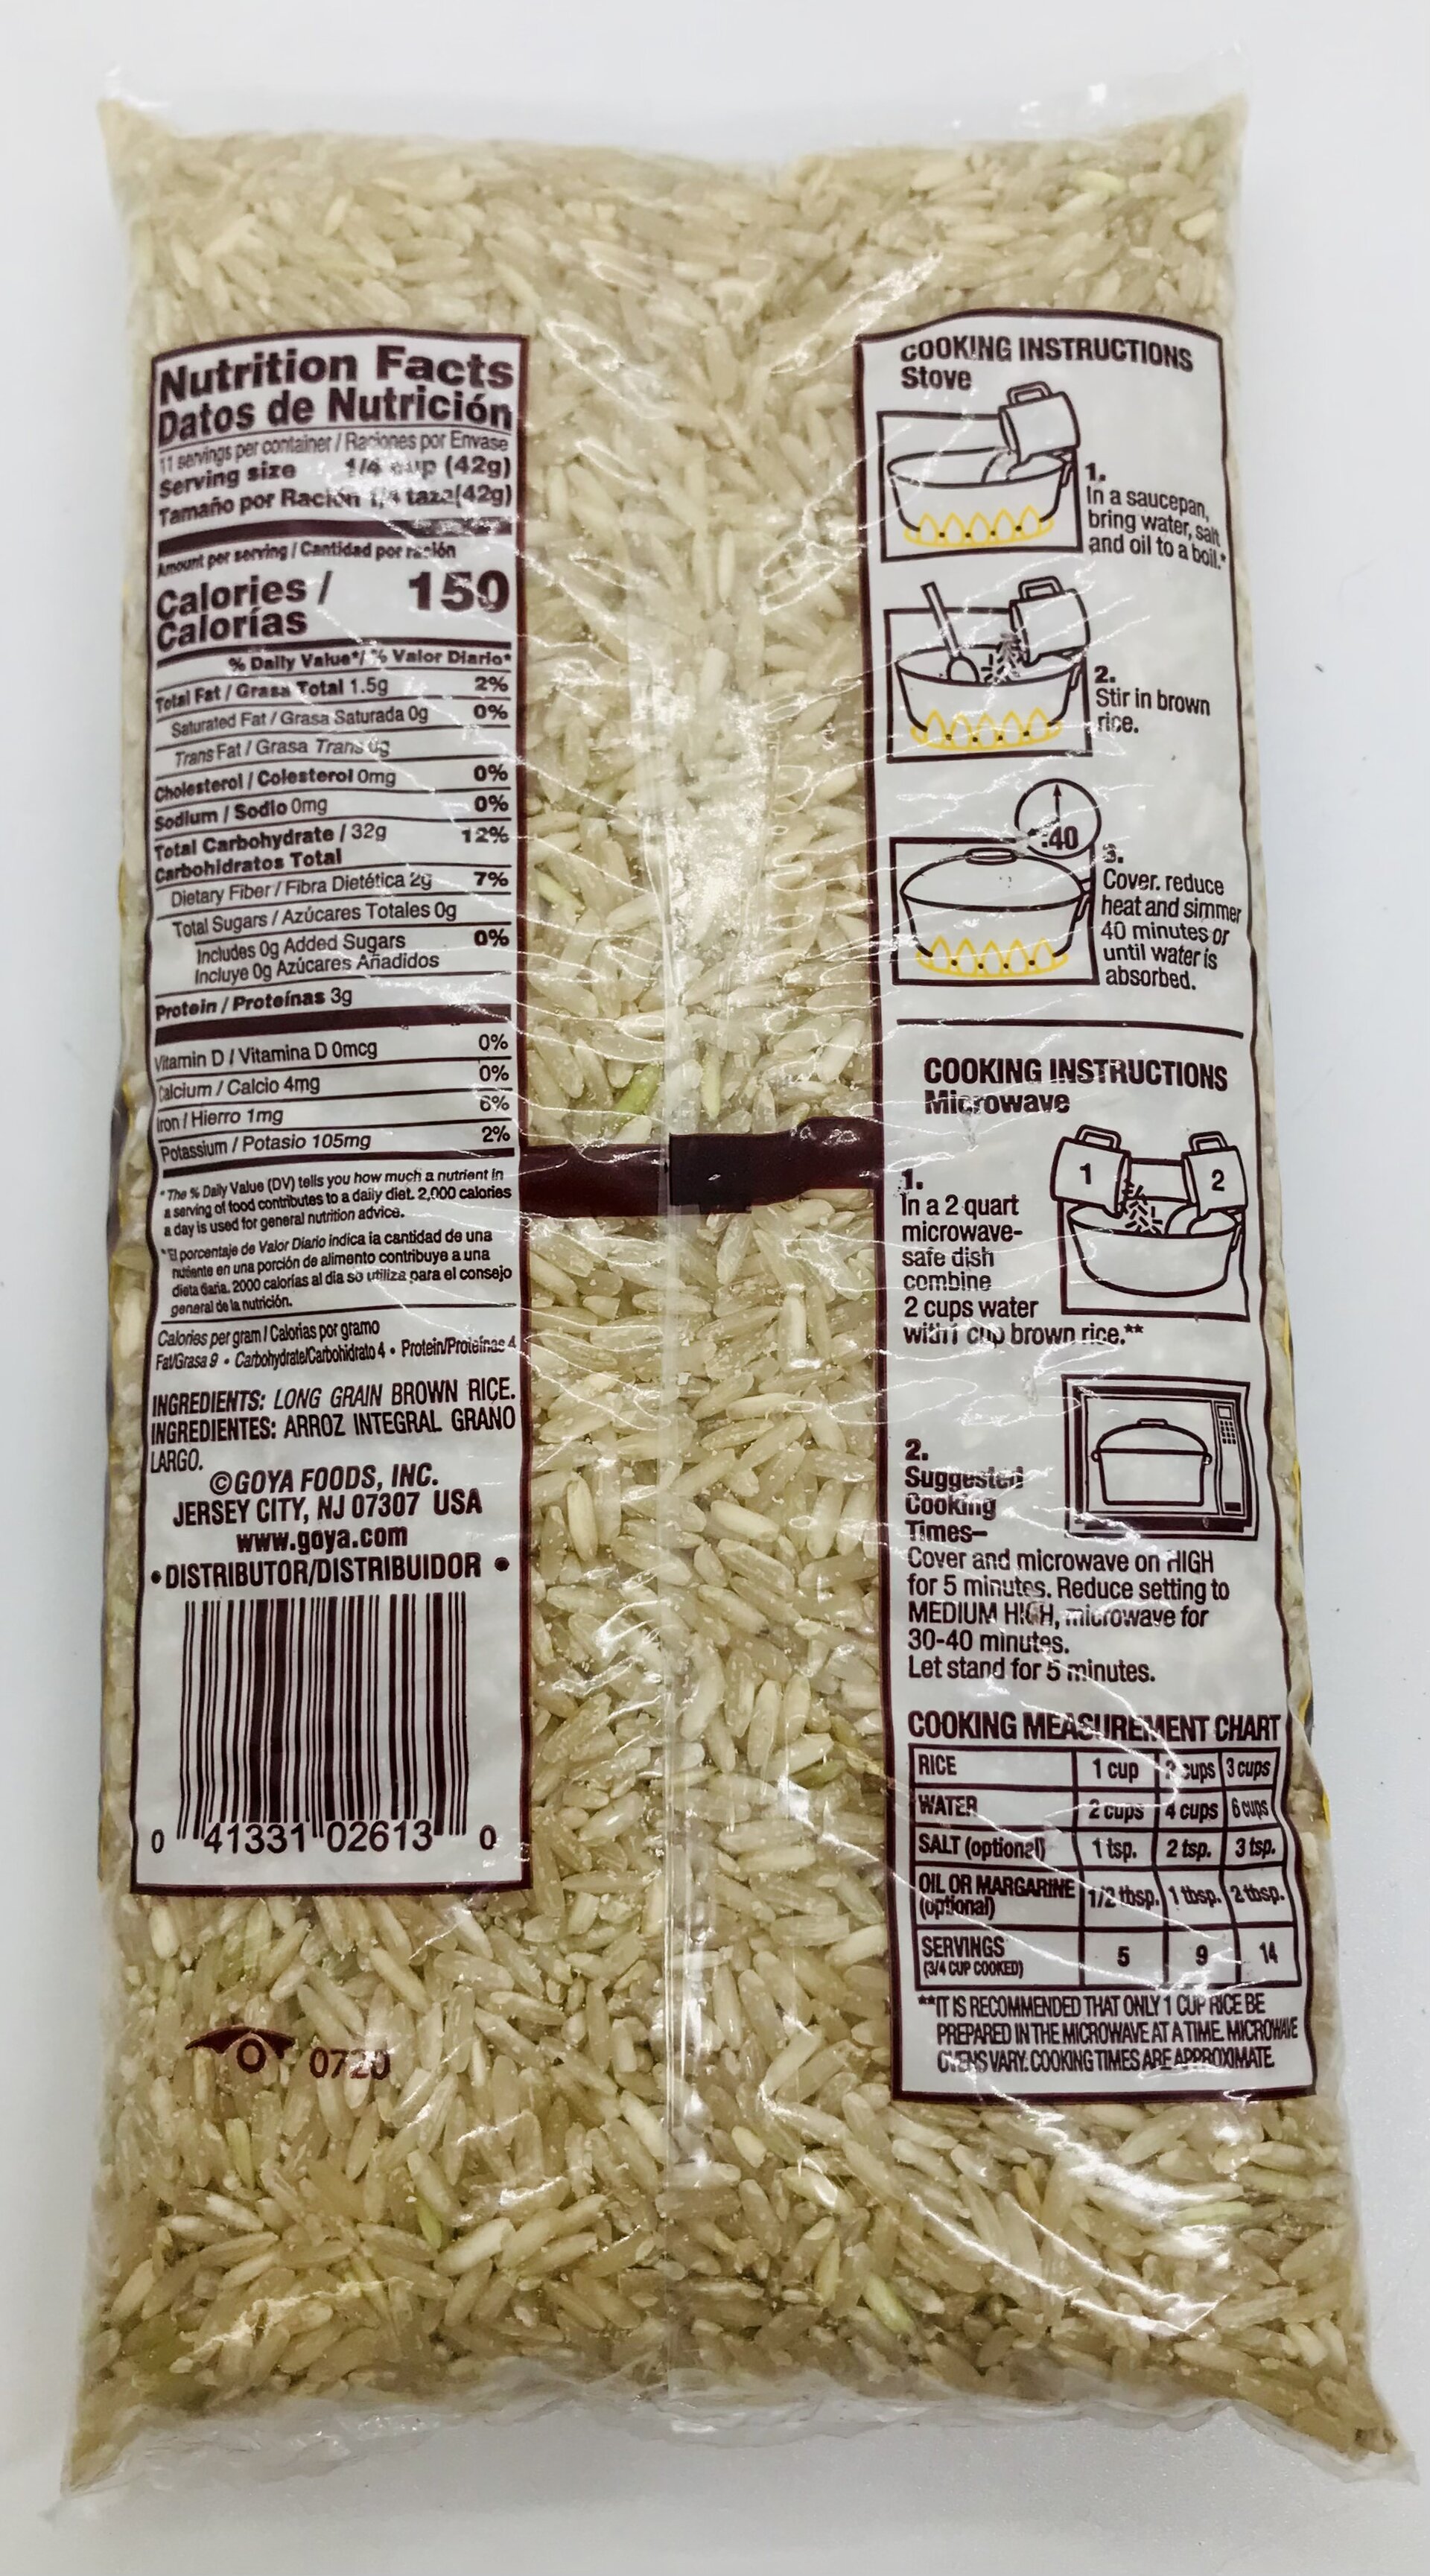 Nutrition Facts
Datos de Nutrición
11 servings per container / Raciones por Envase
Serving size 1/4 cup (42g)
Tamaño por Ración 1/4 taza(42g)
Amount per serving / Cantidad por ración
Calories / 150
Calorías
% Daily Value*/ % Valor Diario*
Total Fat / Grasa Total 1.5g 2%
Saturated Fat / Grasa Saturada 0g 0%
Trans Fat / Grasa Trans 0g
Cholesterol / Colesterol 0mg 0%
Sodium / Sodio 0mg 0%
Total Carbohydrate / 32g 12%
Carbohidratos Total
Dietary Fiber / Fibra Dietética 2g 7%
Total Sugars / Azúcares Totales 0g
Includes 0g Added Sugars 0%
Incluye 0g Azúcares Añadidos
Protein / Proteínas 3g
Vitamin D / Vitamina D 0mcg 0%
Calcium / Calcio 4mg 0%
Iron / Hierro 1mg 6%
Potassium / Potasio 105mg 2%
*The % Daily Value (DV) tells you how much a nutrient in
a serving of food contributes to a daily diet. 2,000 calories
a day is used for general nutrition advice.
*El porcentaje de Valor Diario indica la cantidad de una
nutriente en una porción de alimento contribuye a una
dieta diaria. 2000 calorías al dia so utiliza para el consejo
general de la nutrición.
Calories per gram / Calorias por gramo
Fat/Grasa 9 • Carbohydrate/Carbohidrato 4 • Protein/Proteínas 4
INGREDIENTS: LONG GRAIN BROWN RICE.
INGREDIENTES: ARROZ INTEGRAL GRANO
LARGO.
©GOYA FOODS, INC.
JERSEY CITY, NJ 07307 USA
www.goya.com
• DISTRIBUTOR/DISTRIBUIDOR •
0 41331 02613 0
0720
COOKING INSTRUCTIONS
Stove
1.
In a saucepan,
bring water, salt
and oil to a boil.*
2.
Stir in brown
rice.
:40
3.
Cover. reduce
heat and simmer
40 minutes or
until water is
absorbed.
COOKING INSTRUCTIONS
Microwave
1 2
1.
In a 2 quart
microwave-
safe dish
combine
2 cups water
with 1 cup brown rice.**
2.
Suggested
Cooking
Times–
Cover and microwave on HIGH
for 5 minutes. Reduce setting to
MEDIUM HIGH, microwave for
30-40 minutes.
Let stand for 5 minutes.
COOKING MEASUREMENT CHART
RICE 1 cup 2 cups 3 cups
WATER 2 cups 4 cups 6 cups
SALT (optional) 1 tsp. 2 tsp. 3 tsp.
OIL OR MARGARINE 1/2 tbsp. 1 tbsp. 2 tbsp.
(optional)
SERVINGS 5 9 14
(3/4 CUP COOKED)
**IT IS RECOMMENDED THAT ONLY 1 CUP RICE BE
PREPARED IN THE MICROWAVE AT A TIME. MICROWAVE
OVENS VARY. COOKING TIMES ARE APPROXIMATE.